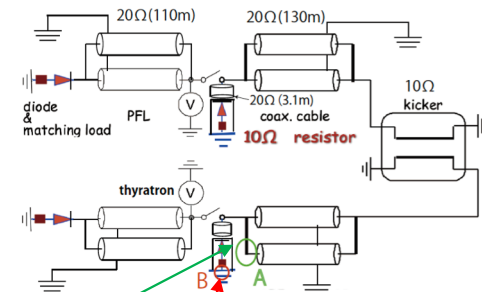 20Ω(110m)
20Ω(130m)
diode
&
matching load
PFL
V
20Ω (3.1m)
coax. cable
10Ω resistor
10Ω
kicker
thyratron
V
B
A